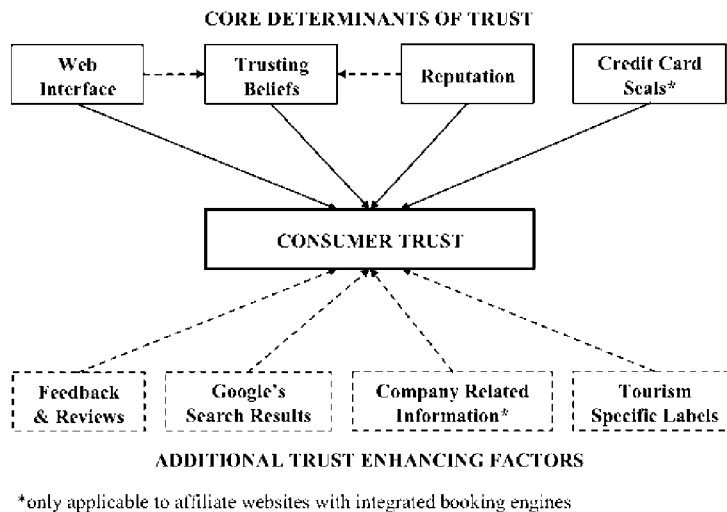 CORE DETERMINANTS OF TRUST
Web
Interface
Trusting
Beliefs
Reputation
Credit Card
Seals*
CONSUMER TRUST
Feedback
& Reviews
Google's
Search Results
Company Related
Information*
Tourism
Specific Labels
ADDITIONAL TRUST ENHANCING FACTORS
*only applicable to affiliate websites with integrated booking engines